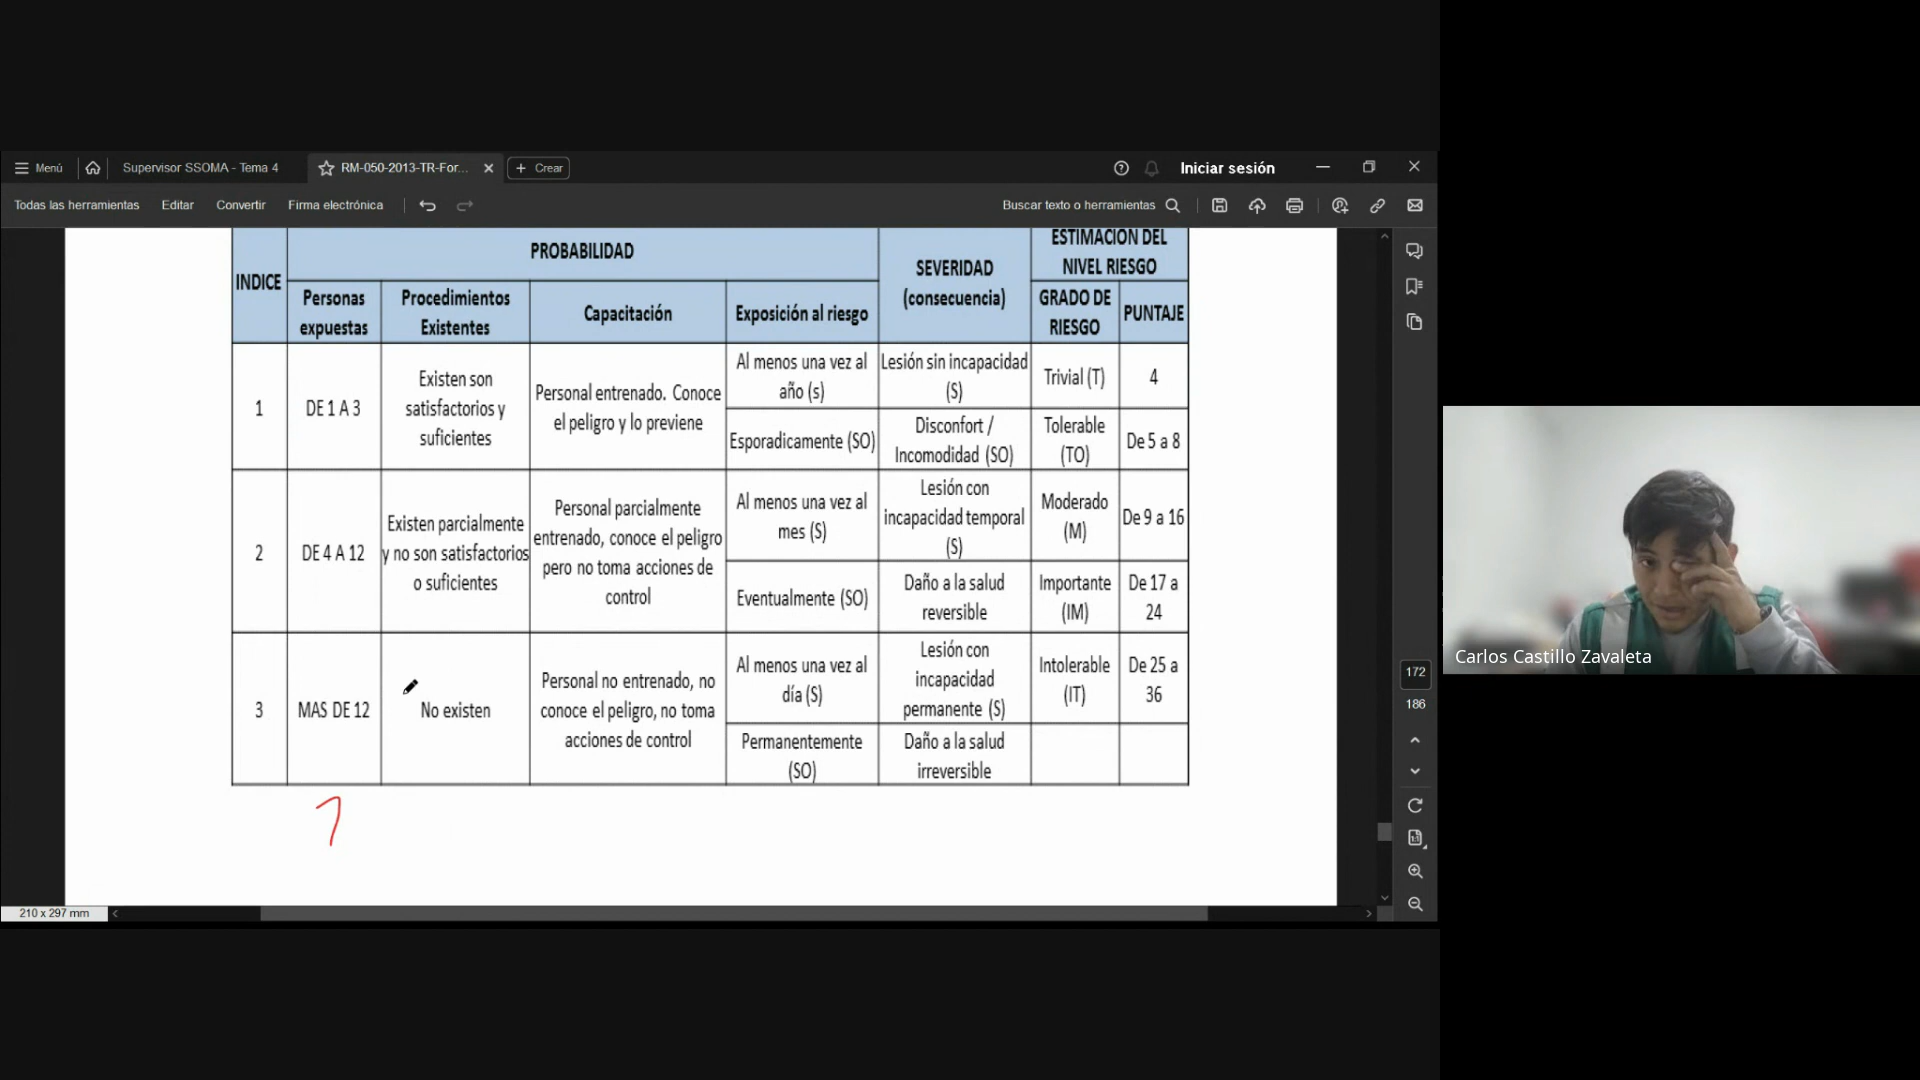 Menú
Supervisor SSOMA - Tema 4
RM-050-2013-TR-For...
Crear
Iniciar sesión
Todas las herramientas
Editar
Convertir
Firma electrónica
Buscar texto o herramientas
INDICE
PROBABILIDAD
SEVERIDAD
(consecuencia)
ESTIMACION DEL
NIVEL RIESGO
Personas
expuestas
Procedimientos
Existentes
Capacitación
Exposición al riesgo
GRADO DE
RIESGO
PUNTAJE
1
DE 1 A 3
Existen son
satisfactorios y
suficientes
Personal entrenado. Conoce
el peligro y lo previene
Al menos una vez al
año (s)
Lesión sin incapacidad
(S)
Trivial (T)
4
Esporadicamente (SO)
Disconfort /
Incomodidad (SO)
Tolerable
(TO)
De 5 a 8
2
DE 4 A 12
Existen parcialmente
y no son satisfactorios
o suficientes
Personal parcialmente
entrenado, conoce el peligro
pero no toma acciones de
control
Al menos una vez al
mes (S)
Lesión con
incapacidad temporal
(S)
Moderado
(M)
De 9 a 16
Eventualmente (SO)
Daño a la salud
reversible
Importante
(IM)
De 17 a
24
3
MAS DE 12
No existen
Personal no entrenado, no
conoce el peligro, no toma
acciones de control
Al menos una vez al
día (S)
Lesión con
incapacidad
permanente (S)
Intolerable
(IT)
De 25 a
36
Permanentemente
(SO)
Daño a la salud
irreversible
172
186
210 x 297 mm
Carlos Castillo Zavaleta